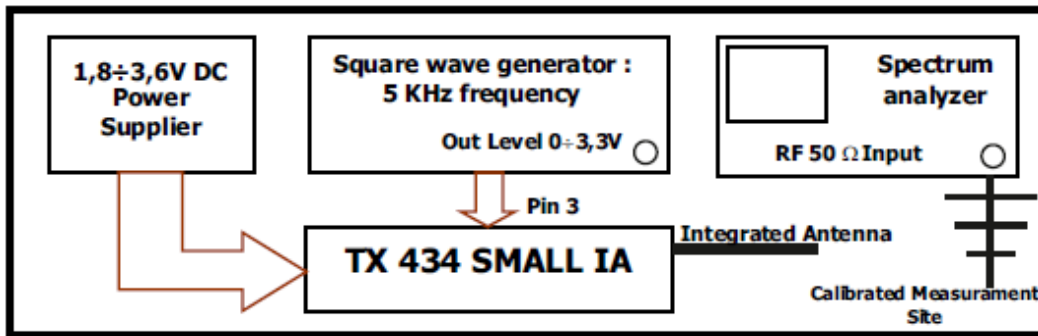 1,8÷3,6V DC
Power
Supplier
Square wave generator :
5 KHz frequency
Out Level 0÷3,3V
Spectrum
analyzer
RF 50 Ω Input
Pin 3
TX 434 SMALL IA
Integrated Antenna
Calibrated Measurament
Site